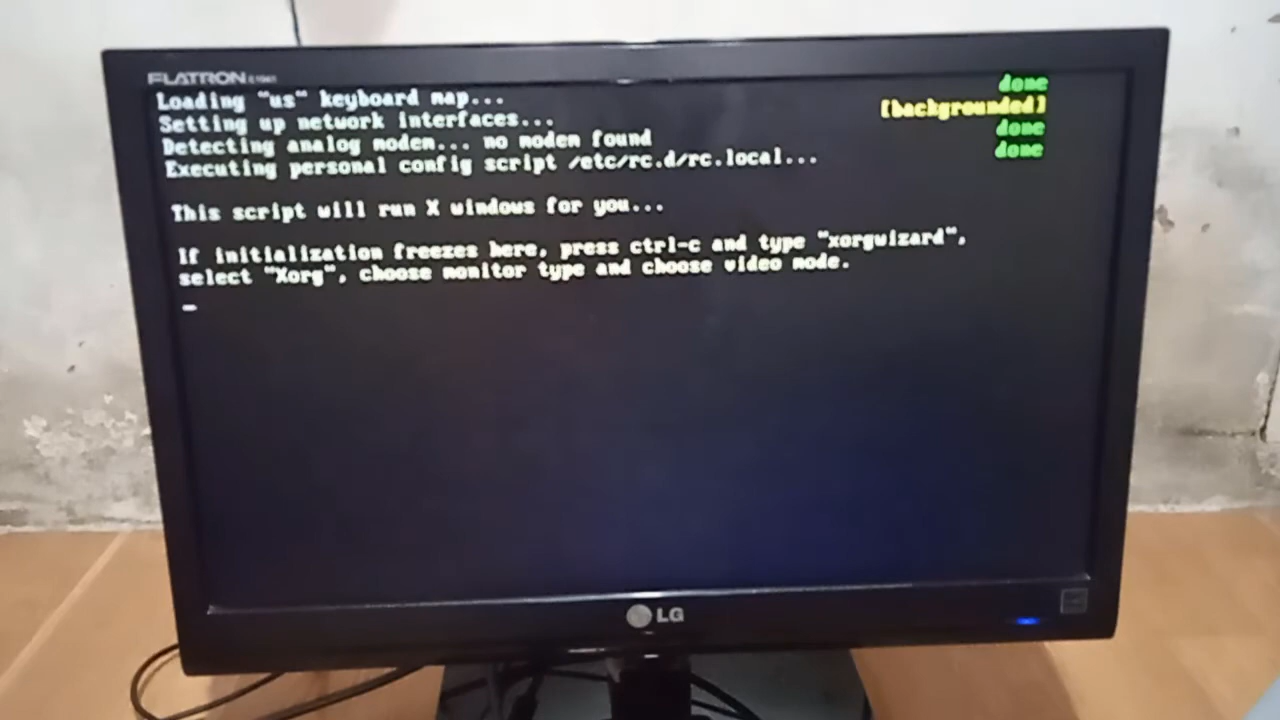 FLATRON E1941
Loading "us" keyboard map... done
Setting up network interfaces... [backgrounded]
Detecting analog modem... no modem found done
Executing personal config script /etc/rc.d/rc.local... done
This script will run X windows for you...
If initialization freezes here, press ctrl-c and type "xorgwizard",
select "Xorg", choose monitor type and choose video mode.
LG